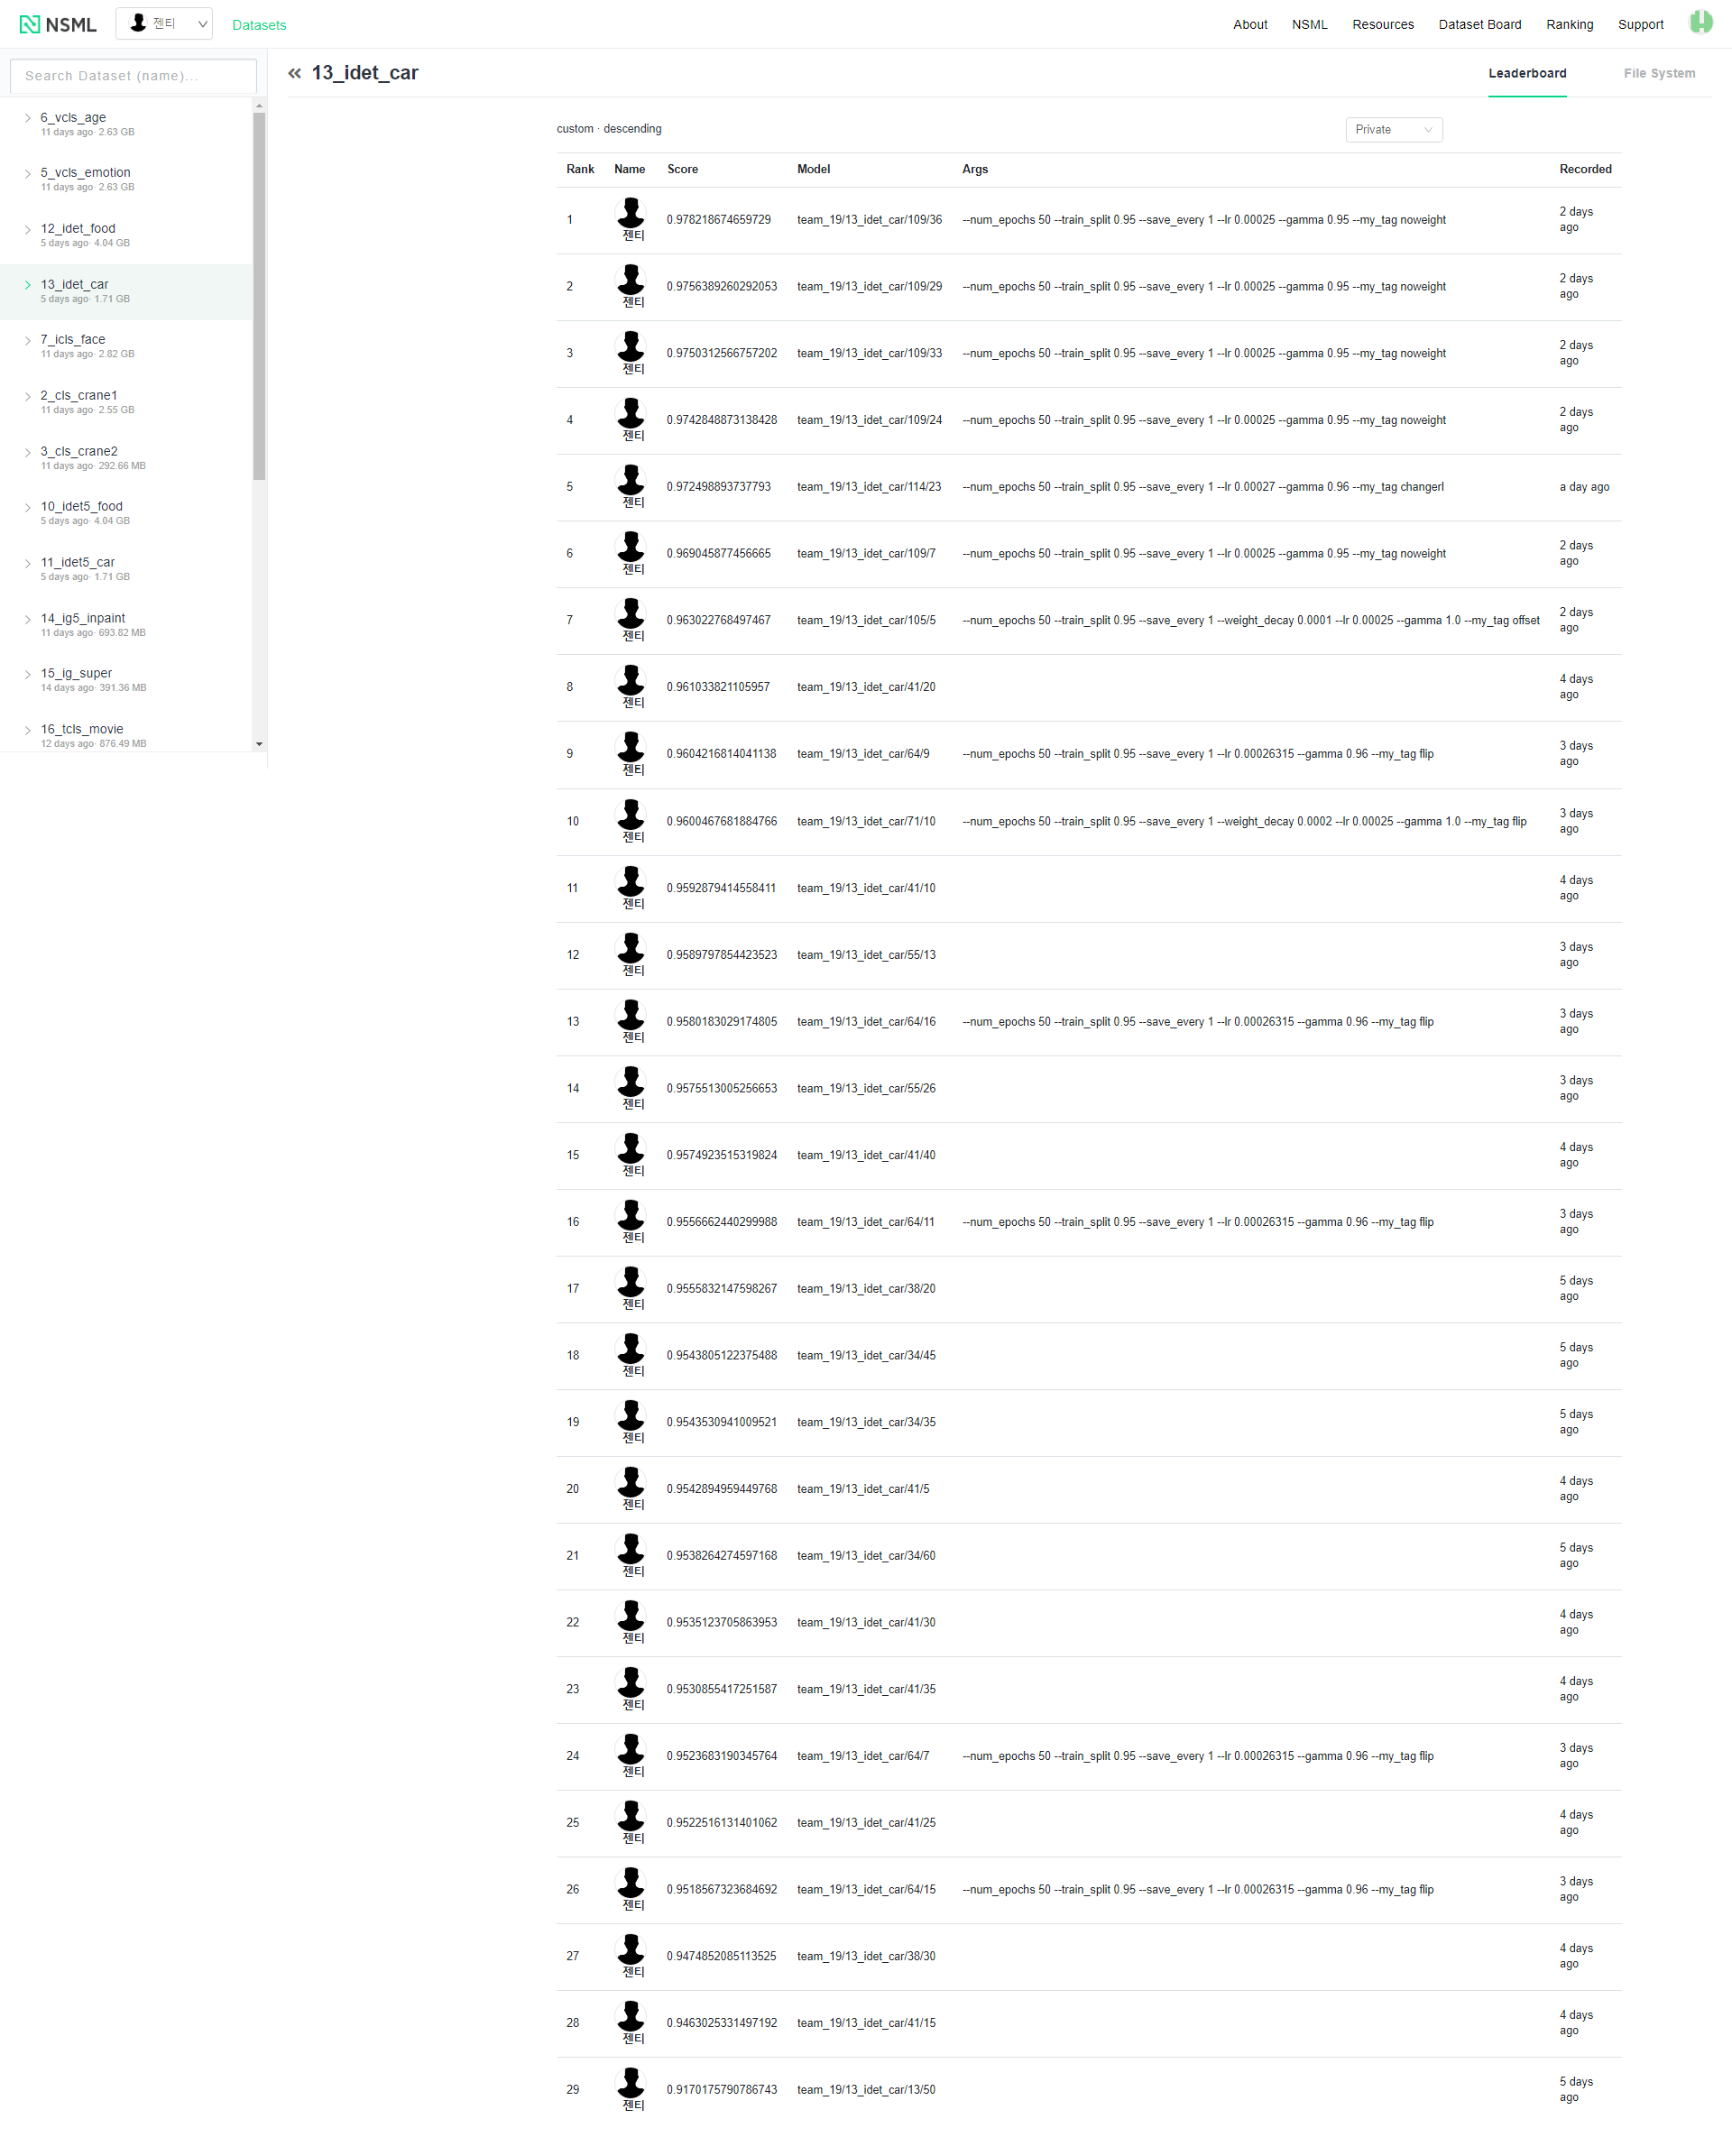 NSML 젠티 Datasets About NSML Resources Dataset Board Ranking Support
Search Dataset (name)...
13_idet_car Leaderboard File System
6_vcls_age
11 days ago· 2.63 GB
5_vcls_emotion
11 days ago· 2.63 GB
12_idet_food
5 days ago· 4.04 GB
13_idet_car
5 days ago· 1.71 GB
7_icls_face
11 days ago· 2.82 GB
2_cls_crane1
11 days ago· 2.55 GB
3_cls_crane2
11 days ago· 292.66 MB
10_idet5_food
5 days ago· 4.04 GB
11_idet5_car
5 days ago· 1.71 GB
14_ig5_inpaint
11 days ago· 693.82 MB
15_ig_super
14 days ago· 391.36 MB
16_tcls_movie
12 days ago· 876.49 MB
custom · descending Private
Rank Name Score Model Args Recorded
1 젠티 0.978218674659729 team_19/13_idet_car/109/36 --num_epochs 50 --train_split 0.95 --save_every 1 --lr 0.00025 --gamma 0.95 --my_tag noweight 2 days ago
2 젠티 0.9756389260292053 team_19/13_idet_car/109/29 --num_epochs 50 --train_split 0.95 --save_every 1 --lr 0.00025 --gamma 0.95 --my_tag noweight 2 days ago
3 젠티 0.9750312566757202 team_19/13_idet_car/109/33 --num_epochs 50 --train_split 0.95 --save_every 1 --lr 0.00025 --gamma 0.95 --my_tag noweight 2 days ago
4 젠티 0.9742848873138428 team_19/13_idet_car/109/24 --num_epochs 50 --train_split 0.95 --save_every 1 --lr 0.00025 --gamma 0.95 --my_tag noweight 2 days ago
5 젠티 0.972498893737793 team_19/13_idet_car/114/23 --num_epochs 50 --train_split 0.95 --save_every 1 --lr 0.00027 --gamma 0.96 --my_tag changerl a day ago
6 젠티 0.969045877456665 team_19/13_idet_car/109/7 --num_epochs 50 --train_split 0.95 --save_every 1 --lr 0.00025 --gamma 0.95 --my_tag noweight 2 days ago
7 젠티 0.963022768497467 team_19/13_idet_car/105/5 --num_epochs 50 --train_split 0.95 --save_every 1 --weight_decay 0.0001 --lr 0.00025 --gamma 1.0 --my_tag offset 2 days ago
8 젠티 0.961033821105957 team_19/13_idet_car/41/20 4 days ago
9 젠티 0.9604216814041138 team_19/13_idet_car/64/9 --num_epochs 50 --train_split 0.95 --save_every 1 --lr 0.00026315 --gamma 0.96 --my_tag flip 3 days ago
10 젠티 0.9600467681884766 team_19/13_idet_car/71/10 --num_epochs 50 --train_split 0.95 --save_every 1 --weight_decay 0.0002 --lr 0.00025 --gamma 1.0 --my_tag flip 3 days ago
11 젠티 0.9592879414558411 team_19/13_idet_car/41/10 4 days ago
12 젠티 0.9589797854423523 team_19/13_idet_car/55/13 3 days ago
13 젠티 0.9580183029174805 team_19/13_idet_car/64/16 --num_epochs 50 --train_split 0.95 --save_every 1 --lr 0.00026315 --gamma 0.96 --my_tag flip 3 days ago
14 젠티 0.9575513005256653 team_19/13_idet_car/55/26 3 days ago
15 젠티 0.9574923515319824 team_19/13_idet_car/41/40 4 days ago
16 젠티 0.9556662440299988 team_19/13_idet_car/64/11 --num_epochs 50 --train_split 0.95 --save_every 1 --lr 0.00026315 --gamma 0.96 --my_tag flip 3 days ago
17 젠티 0.9555832147598267 team_19/13_idet_car/38/20 5 days ago
18 젠티 0.9543805122375488 team_19/13_idet_car/34/45 5 days ago
19 젠티 0.9543530941009521 team_19/13_idet_car/34/35 5 days ago
20 젠티 0.9542894959449768 team_19/13_idet_car/41/5 4 days ago
21 젠티 0.9538264274597168 team_19/13_idet_car/34/60 5 days ago
22 젠티 0.9535123705863953 team_19/13_idet_car/41/30 4 days ago
23 젠티 0.9530855417251587 team_19/13_idet_car/41/35 4 days ago
24 젠티 0.9523683190345764 team_19/13_idet_car/64/7 --num_epochs 50 --train_split 0.95 --save_every 1 --lr 0.00026315 --gamma 0.96 --my_tag flip 3 days ago
25 젠티 0.9522516131401062 team_19/13_idet_car/41/25 4 days ago
26 젠티 0.9518567323684692 team_19/13_idet_car/64/15 --num_epochs 50 --train_split 0.95 --save_every 1 --lr 0.00026315 --gamma 0.96 --my_tag flip 3 days ago
27 젠티 0.9474852085113525 team_19/13_idet_car/38/30 4 days ago
28 젠티 0.9463025331497192 team_19/13_idet_car/41/15 4 days ago
29 젠티 0.9170175790786743 team_19/13_idet_car/13/50 5 days ago